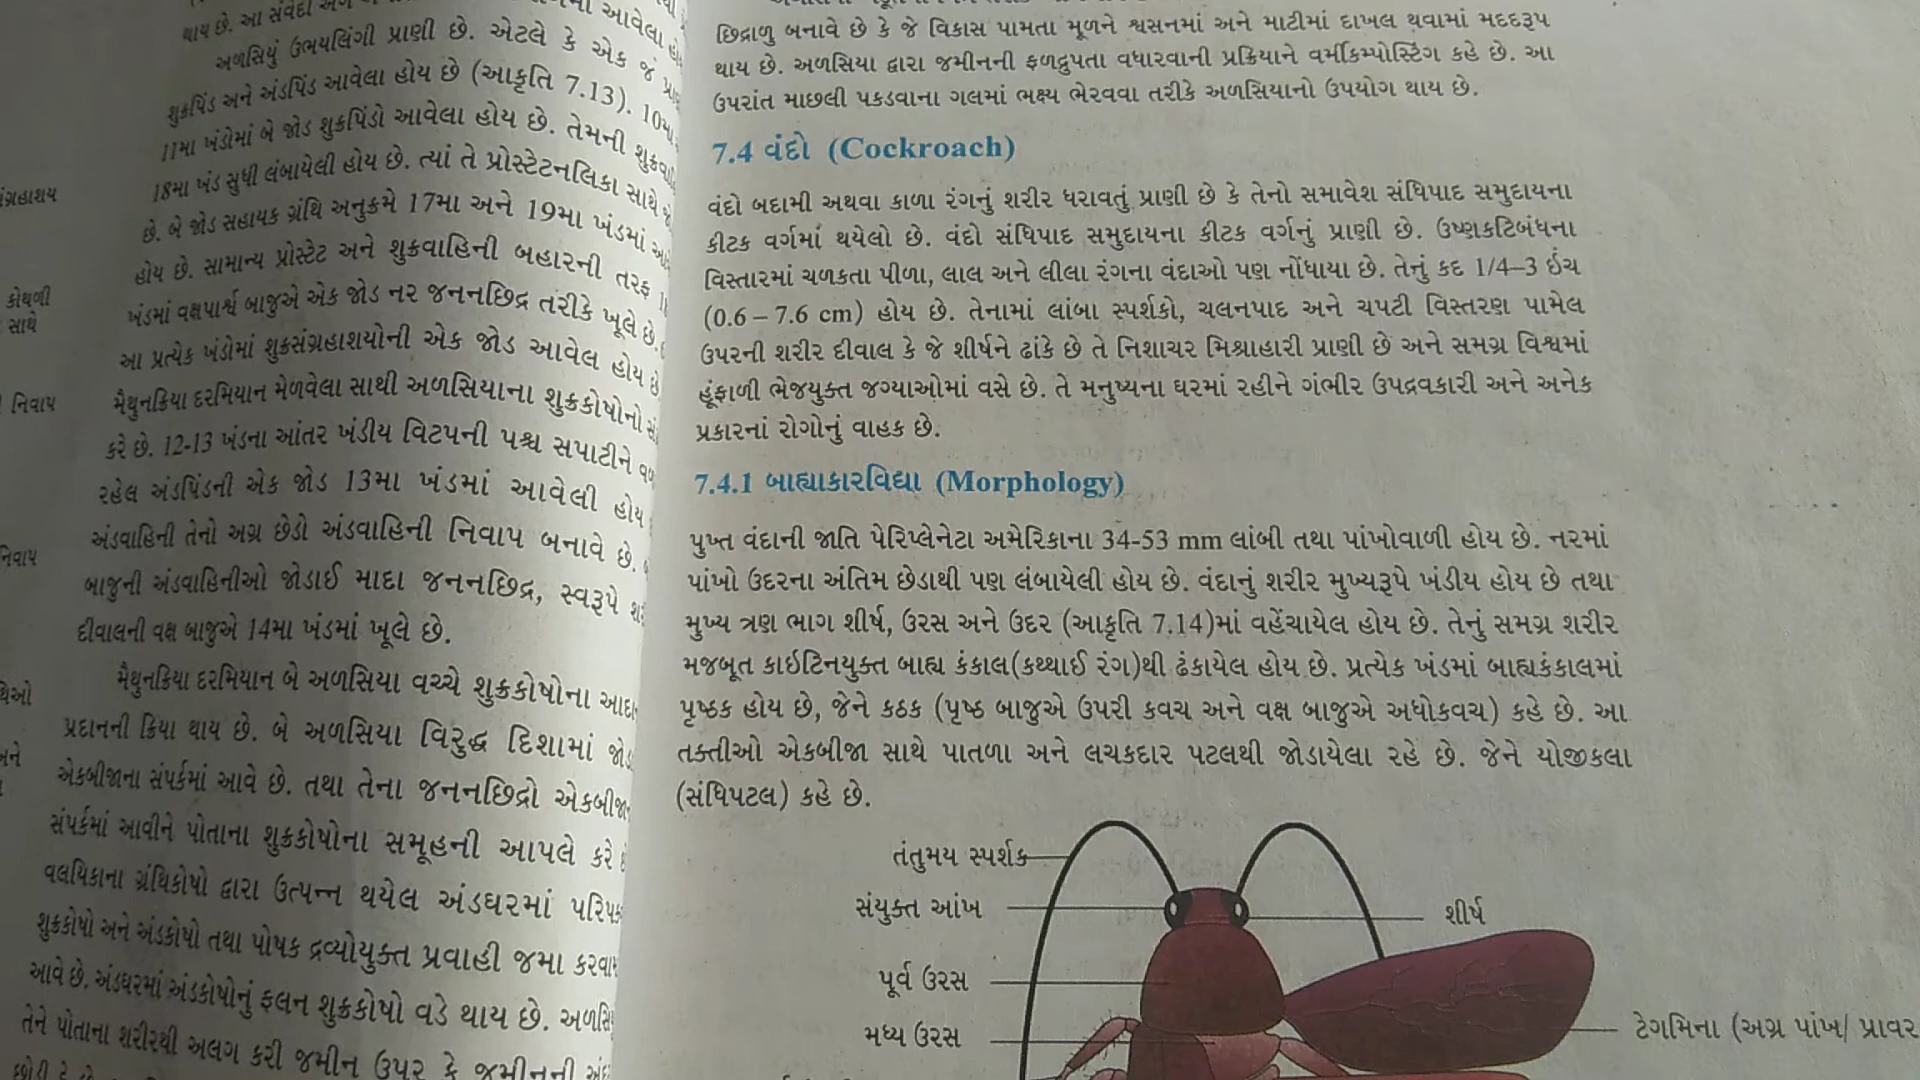 થાય છે. આ સંવેદી
અળસિયું ઉભયલિંગી પ્રાણી છે. એટલે કે એક જ
શુક્રપિંડ અને અંડપિંડ આવેલા હોય છે (આકૃતિ 7.13). 10મા
11મા ખંડોમાં બે જોડ શુક્રપિંડો આવેલા હોય છે. તેમની
18મા ખંડ સુધી લંબાયેલી હોય છે. ત્યાં તે પ્રોસ્ટેટનલિકા સાથે
છે. બે જોડ સહાયક ગ્રંથિ અનુક્રમે 17મા અને 19મા ખંડમાં
હોય છે. સામાન્ય પ્રોસ્ટેટ અને શુક્રવાહિની બહારની તરફ
ખંડમાં વક્ષપાર્શ્વ બાજુએ એક જોડ નર જનનછિદ્ર તરીકે ખૂલે છે.
આ પ્રત્યેક ખંડોમાં શુક્રસંગ્રહાશયોની એક જોડ આવેલ હોય છે
મૈથુનક્રિયા દરમિયાન મેળવેલા સાથી અળસિયાના શુક્રકોષોનો
કરે છે. 12-13 ખંડના આંતર ખંડીય વિટપની પશ્ચ સપાટીને
રહેલ અંડપિંડની એક જોડ 13મા ખંડમાં આવેલી હોય
અંડવાહિની તેનો અગ્ર છેડો અંડવાહિની નિવાપ બનાવે છે.
બાજુની અંડવાહિનીઓ જોડાઈ માદા જનનછિદ્ર, સ્વરૂપે
દીવાલની વક્ષ બાજુએ 14મા ખંડમાં ખૂલે છે.
મૈથુનક્રિયા દરમિયાન બે અળસિયા વચ્ચે શુક્રકોષોના
પ્રદાનની ક્રિયા થાય છે. બે અળસિયા વિરુદ્ધ દિશામાં
એકબીજાના સંપર્કમાં આવે છે. તથા તેના જનનછિદ્રો
સંપર્કમાં આવીને પોતાના શુક્રકોષોના સમૂહની આપલે કરે
વલયિકાના ગ્રંથિકોષો દ્વારા ઉત્પન્ન થયેલ અંડઘરમાં
શુક્રકોષો અને અંડકોષો તથા પોષક દ્રવ્યોયુક્ત પ્રવાહી જમા
આવે છે. અંડઘરમાં અંડકોષોનું ફલન શુક્રકોષો વડે થાય છે.
તેને પોતાના શરીરથી અલગ કરી જમીન ઉપર કે જમીનની
કોથળી
સાથે
નિવાપ
નિવાપ
છિદ્રાળુ બનાવે છે કે જે વિકાસ પામતા મૂળને શ્વસનમાં અને માટીમાં દાખલ થવામાં મદદરૂપ
થાય છે. અળસિયા દ્વારા જમીનની ફળદ્રુપતા વધારવાની પ્રક્રિયાને વર્મીકમ્પોસ્ટિંગ કહે છે. આ
ઉપરાંત માછલી પકડવાના ગલમાં ભક્ષ્ય ભેરવવા તરીકે અળસિયાનો ઉપયોગ થાય છે.
7.4 વંદો (Cockroach)
વંદો બદામી અથવા કાળા રંગનું શરીર ધરાવતું પ્રાણી છે કે તેનો સમાવેશ સંધિપાદ સમુદાયના
કીટક વર્ગમાં થયેલો છે. વંદો સંધિપાદ સમુદાયના કીટક વર્ગનું પ્રાણી છે. ઉષ્ણકટિબંધના
વિસ્તારમાં ચળકતા પીળા, લાલ અને લીલા રંગના વંદાઓ પણ નોંધાયા છે. તેનું કદ 1/4–3 ઇંચ
(0.6 – 7.6 cm) હોય છે. તેનામાં લાંબા સ્પર્શકો, ચલનપાદ અને ચપટી વિસ્તરણ પામેલ
ઉપરની શરીર દીવાલ કે જે શીર્ષને ઢાંકે છે તે નિશાચર મિશ્રાહારી પ્રાણી છે અને સમગ્ર વિશ્વમાં
હૂંફાળી ભેજયુક્ત જગ્યાઓમાં વસે છે. તે મનુષ્યના ઘરમાં રહીને ગંભીર ઉપદ્રવકારી અને અનેક
પ્રકારનાં રોગોનું વાહક છે.
7.4.1 બાહ્યાકારવિદ્યા (Morphology)
પુખ્ત વંદાની જાતિ પેરિપ્લેનેટા અમેરિકાના 34-53 mm લાંબી તથા પાંખોવાળી હોય છે. નરમાં
પાંખો ઉદરના અંતિમ છેડાથી પણ લંબાયેલી હોય છે. વંદાનું શરીર મુખ્યરૂપે ખંડીય હોય છે તથા
મુખ્ય ત્રણ ભાગ શીર્ષ, ઉરસ અને ઉદર (આકૃતિ 7.14)માં વહેંચાયેલ હોય છે. તેનું સમગ્ર શરીર
મજબૂત કાઇટિનયુક્ત બાહ્ય કંકાલ(કથ્થાઈ રંગ)થી ઢંકાયેલ હોય છે. પ્રત્યેક ખંડમાં બાહ્યકંકાલમાં
પૃષ્ઠક હોય છે, જેને કઠક (પૃષ્ઠ બાજુએ ઉપરી કવચ અને વક્ષ બાજુએ અધોકવચ) કહે છે. આ
તક્તીઓ એકબીજા સાથે પાતળા અને લચકદાર પટલથી જોડાયેલા રહે છે. જેને યોજીકલા
(સંધિપટલ) કહે છે.
તંતુમય સ્પર્શક
સંયુક્ત આંખ
શીર્ષ
પૂર્વ ઉરસ
મધ્ય ઉરસ
ટેગમિના (અગ્ર પાંખ/ પ્રાવર